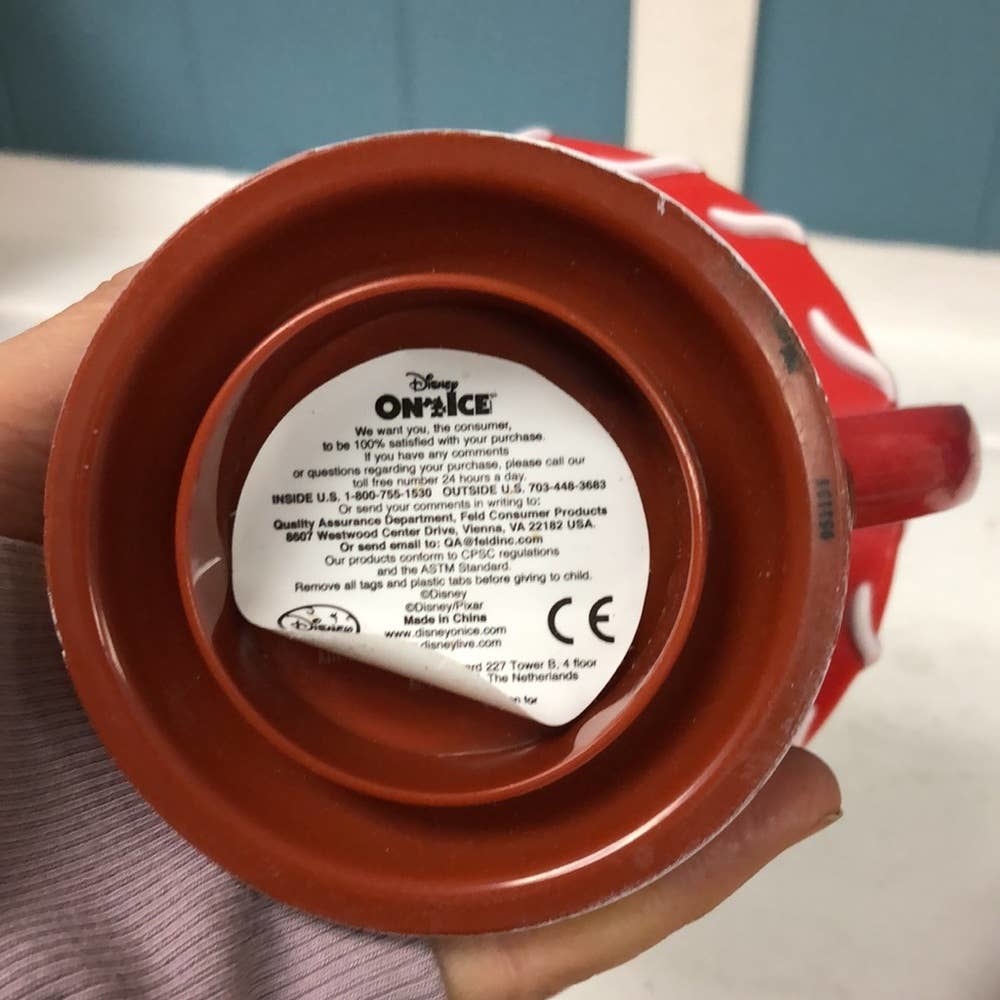 Disney
ON ICE
We want you, the consumer,
to be 100% satisfied with your purchase.
If you have any comments
or questions regarding your purchase, please call our
toll free number 24 hours a day.
INSIDE U.S. 1-800-755-1530 OUTSIDE U.S. 703-448-3683
Or send your comments in writing to:
Quality Assurance Department, Feld Consumer Products
8607 Westwood Center Drive, Vienna, VA 22182 USA.
Or send email to: QA@feldinc.com
Our products conform to CPSC regulations
and the ASTM Standard.
Remove all tags and plastic tabs before giving to child.
©Disney
©Disney/Pixar
Made in China
www.disneyonice.com
disneylive.com
Disney
CE
227 Tower B, 4 floor
The Netherlands
for